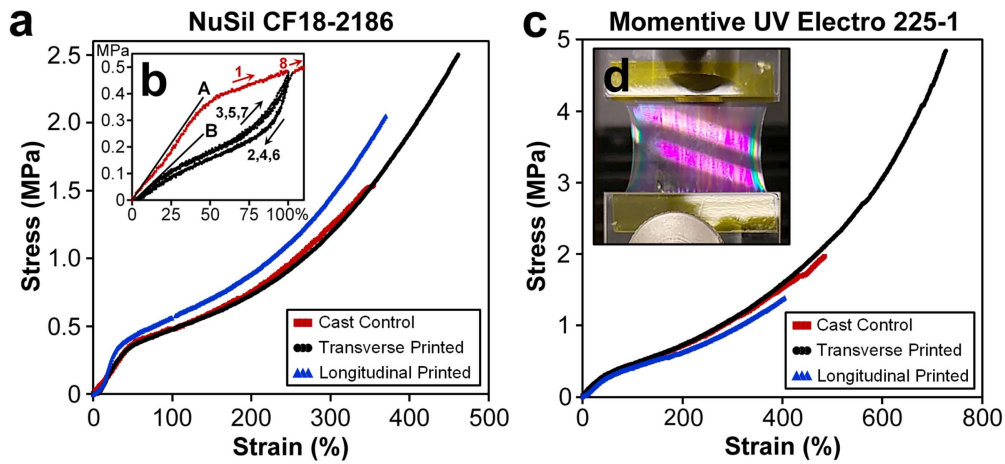 a
NuSil CF18-2186
2.5
2.0
1.5
1.0
0.5
0
Stress (MPa)
0
100
200
300
400
500
Strain (%)
Cast Control
Transverse Printed
Longitudinal Printed
b
MPa
0.5
0.4
0.3
0.2
0.1
0
0
25
50
75
100%
A
B
1
8
3,5,7
2,4,6
c
Momentive UV Electro 225-1
5
4
3
2
1
0
Stress (MPa)
0
200
400
600
800
Strain (%)
Cast Control
Transverse Printed
Longitudinal Printed
d